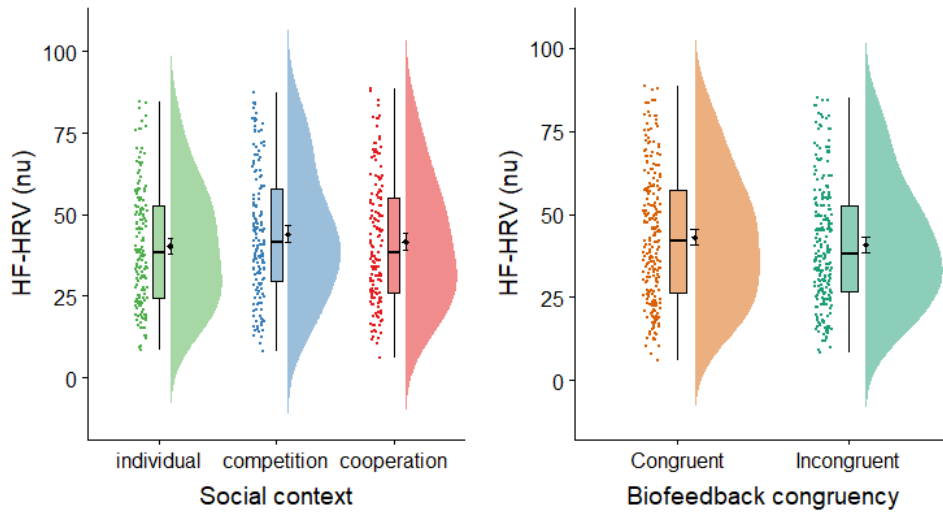 HF-HRV (nu)
100
75
50
25
0
individual competition cooperation
Social context
HF-HRV (nu)
100
75
50
25
0
Congruent Incongruent
Biofeedback congruency